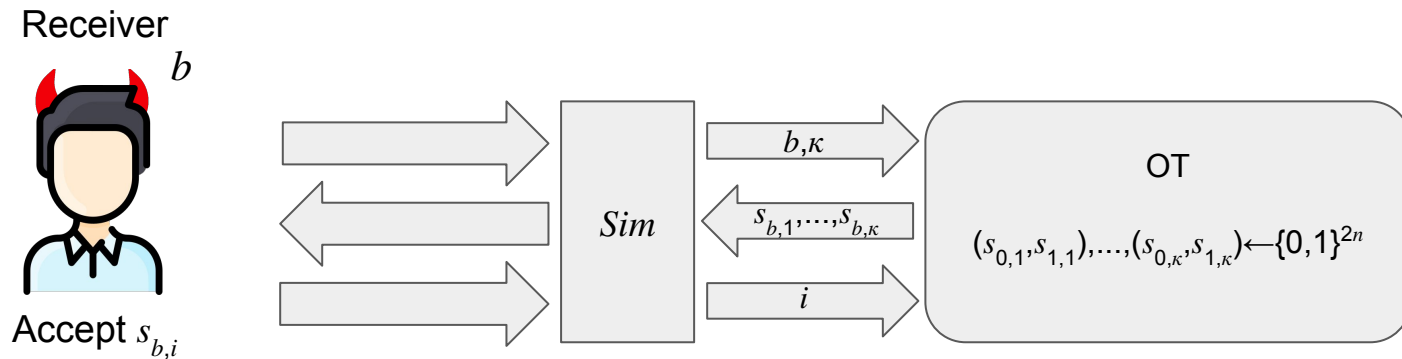 Receiver
b
Accept s_{b,i}
Sim
b,κ
s_{b,1},...,s_{b,κ}
i
OT
(s_{0,1},s_{1,1}),...,(s_{0,κ},s_{1,κ})←{0,1}^{2n}